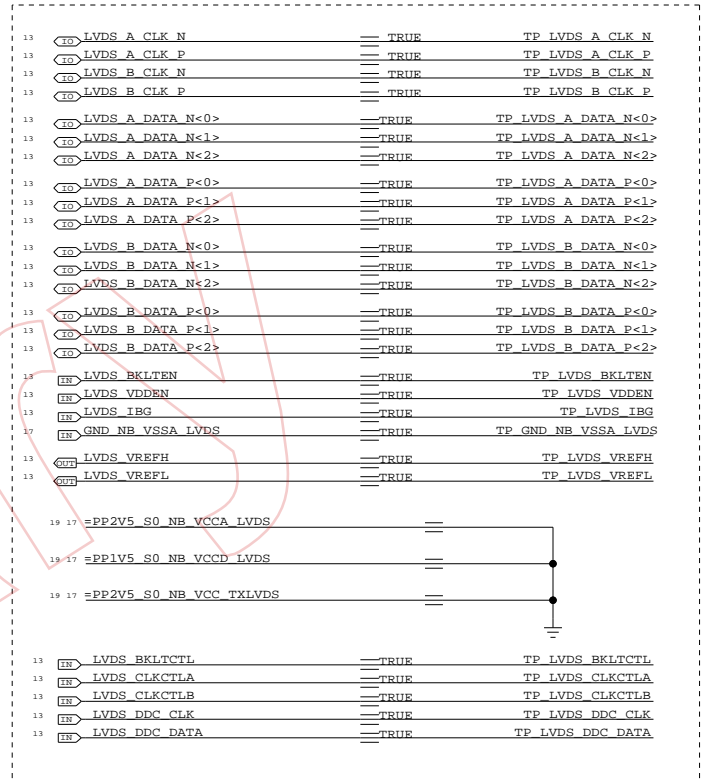 13 IO LVDS_A_CLK_N TRUE TP_LVDS_A_CLK_N
13 IO LVDS_A_CLK_P TRUE TP_LVDS_A_CLK_P
13 IO LVDS_B_CLK_N TRUE TP_LVDS_B_CLK_N
13 IO LVDS_B_CLK_P TRUE TP_LVDS_B_CLK_P
13 IO LVDS_A_DATA_N<0> TRUE TP_LVDS_A_DATA_N<0>
13 IO LVDS_A_DATA_N<1> TRUE TP_LVDS_A_DATA_N<1>
13 IO LVDS_A_DATA_N<2> TRUE TP_LVDS_A_DATA_N<2>
13 IO LVDS_A_DATA_P<0> TRUE TP_LVDS_A_DATA_P<0>
13 IO LVDS_A_DATA_P<1> TRUE TP_LVDS_A_DATA_P<1>
13 IO LVDS_A_DATA_P<2> TRUE TP_LVDS_A_DATA_P<2>
13 IO LVDS_B_DATA_N<0> TRUE TP_LVDS_B_DATA_N<0>
13 IO LVDS_B_DATA_N<1> TRUE TP_LVDS_B_DATA_N<1>
13 IO LVDS_B_DATA_N<2> TRUE TP_LVDS_B_DATA_N<2>
13 IO LVDS_B_DATA_P<0> TRUE TP_LVDS_B_DATA_P<0>
13 IO LVDS_B_DATA_P<1> TRUE TP_LVDS_B_DATA_P<1>
13 IO LVDS_B_DATA_P<2> TRUE TP_LVDS_B_DATA_P<2>
13 IN LVDS_BKLTEN TRUE TP_LVDS_BKLTEN
13 IN LVDS_VDDEN TRUE TP_LVDS_VDDEN
13 IN LVDS_IBG TRUE TP_LVDS_IBG
17 IN GND_NB_VSSA_LVDS TRUE TP_GND_NB_VSSA_LVDS
13 OUT LVDS_VREFH TRUE TP_LVDS_VREFH
13 OUT LVDS_VREFL TRUE TP_LVDS_VREFL
19 17 =PP2V5_S0_NB_VCCA_LVDS
19 17 =PP1V5_S0_NB_VCCD_LVDS
19 17 =PP2V5_S0_NB_VCC_TXLVDS
13 IN LVDS_BKLTCTL TRUE TP_LVDS_BKLTCTL
13 IN LVDS_CLKCTLA TRUE TP_LVDS_CLKCTLA
13 IN LVDS_CLKCTLB TRUE TP_LVDS_CLKCTLB
13 IN LVDS_DDC_CLK TRUE TP_LVDS_DDC_CLK
13 IN LVDS_DDC_DATA TRUE TP_LVDS_DDC_DATA